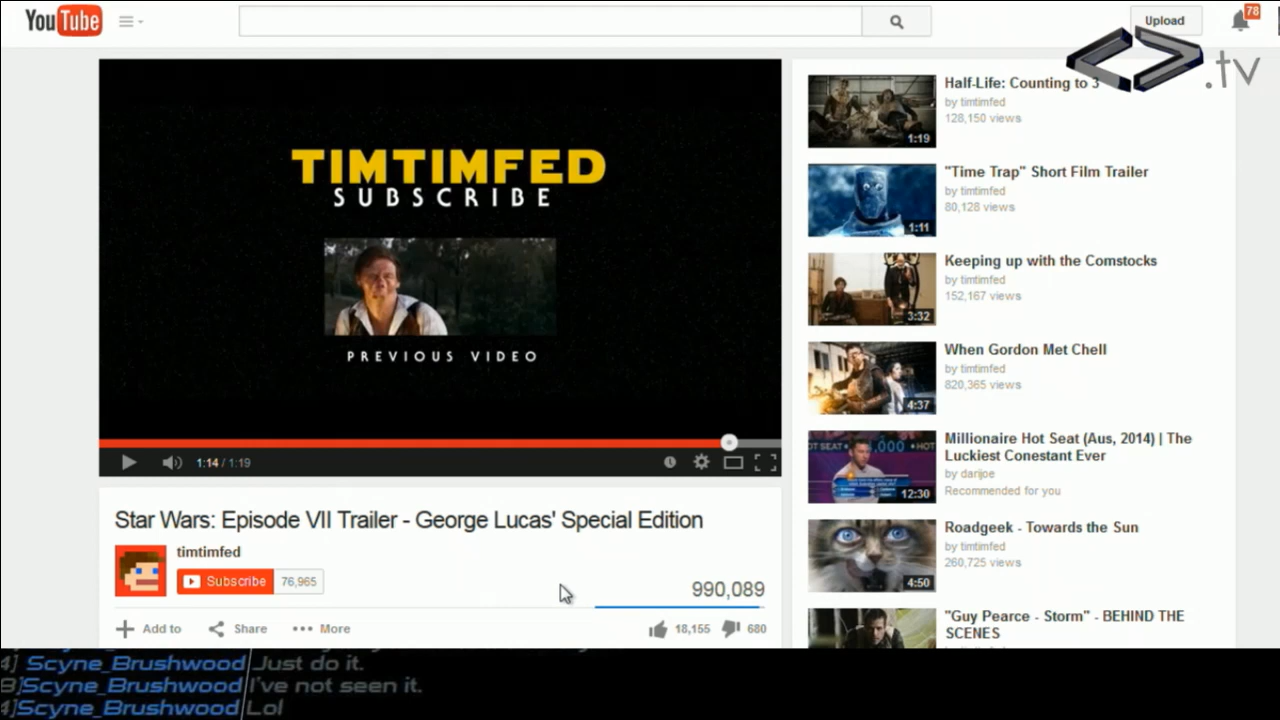 YouTube
Upload
78
.tv
TIMTIMFED
SUBSCRIBE
PREVIOUS VIDEO
1:14 / 1:19
Star Wars: Episode VII Trailer - George Lucas' Special Edition
timtimfed
Subscribe 76,965
990,089
Add to Share More 18,155 680
Half-Life: Counting to 3
by timtimfed
128,150 views
1:19
"Time Trap" Short Film Trailer
by timtimfed
80,128 views
1:11
Keeping up with the Comstocks
by timtimfed
152,167 views
3:32
When Gordon Met Chell
by timtimfed
820,365 views
4:37
Millionaire Hot Seat (Aus, 2014) | The
Luckiest Conestant Ever
by darijoe
Recommended for you
12:30
Roadgeek - Towards the Sun
by timtimfed
260,725 views
4:50
"Guy Pearce - Storm" - BEHIND THE
SCENES
4] Scyne_Brushwood Just do it.
]Scyne_Brushwood I've not seen it.
4]Scyne_Brushwood Lol